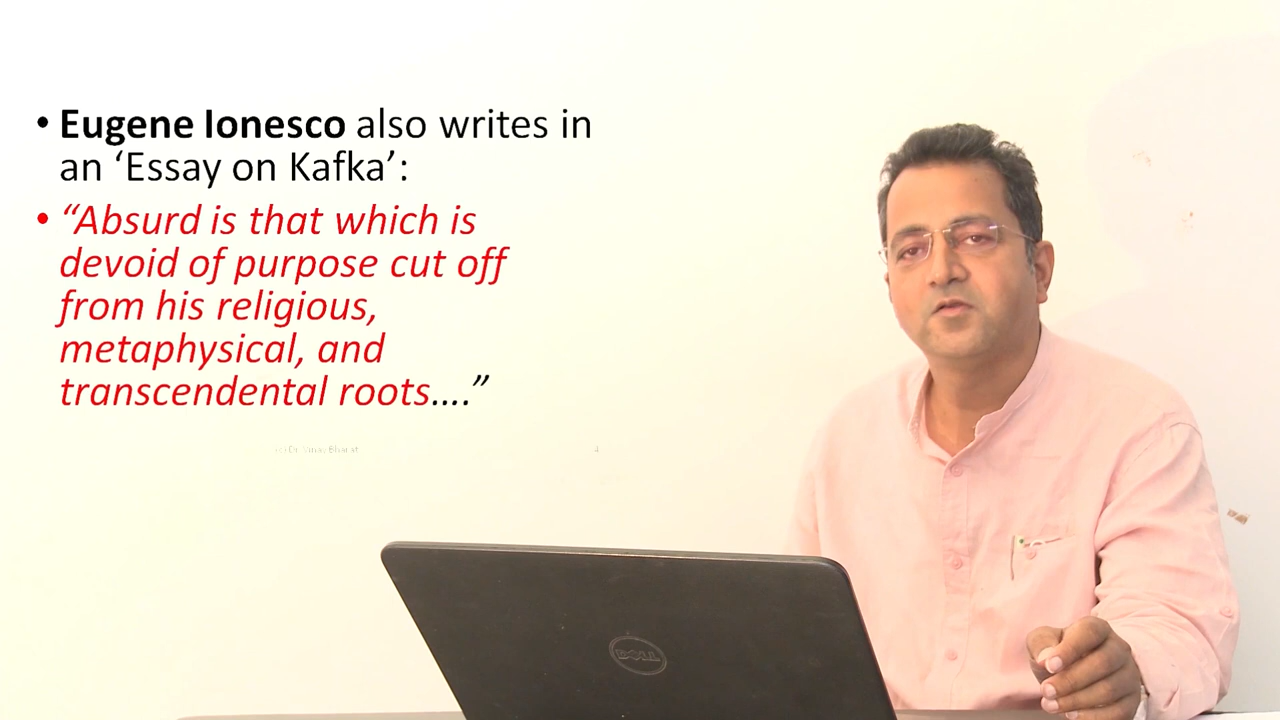 • Eugene Ionesco also writes in
an ‘Essay on Kafka’:
• “Absurd is that which is
devoid of purpose cut off
from his religious,
metaphysical, and
transcendental roots….”
4
DELL